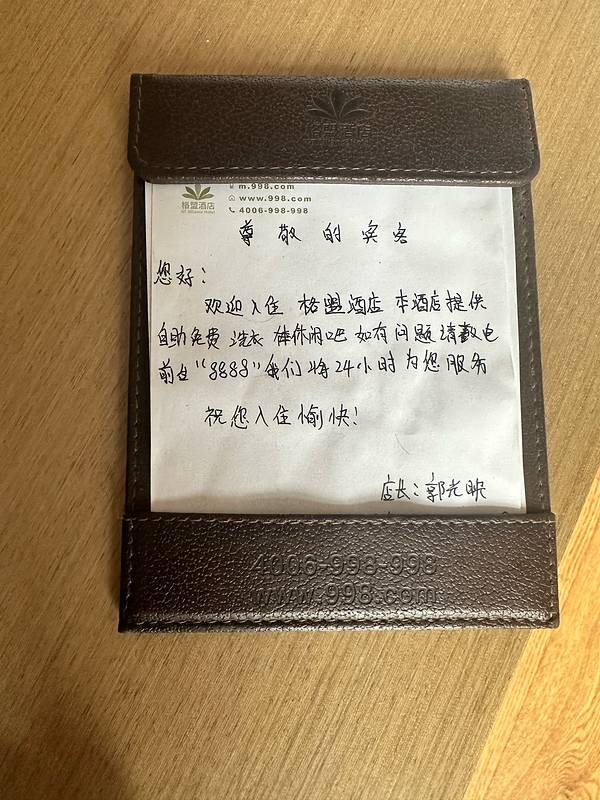 格盟酒店
m.998.com
格盟酒店
www.998.com
4006-998-998
尊敬的宾客
您好:
欢迎入住 格盟酒店 本酒店提供
自助免费 洗衣 休闲吧 如有问题请致电
前台"8888"我们将24小时为您服务
祝您入住愉快!
店长:郭光映
4006-998-998
www.998.com